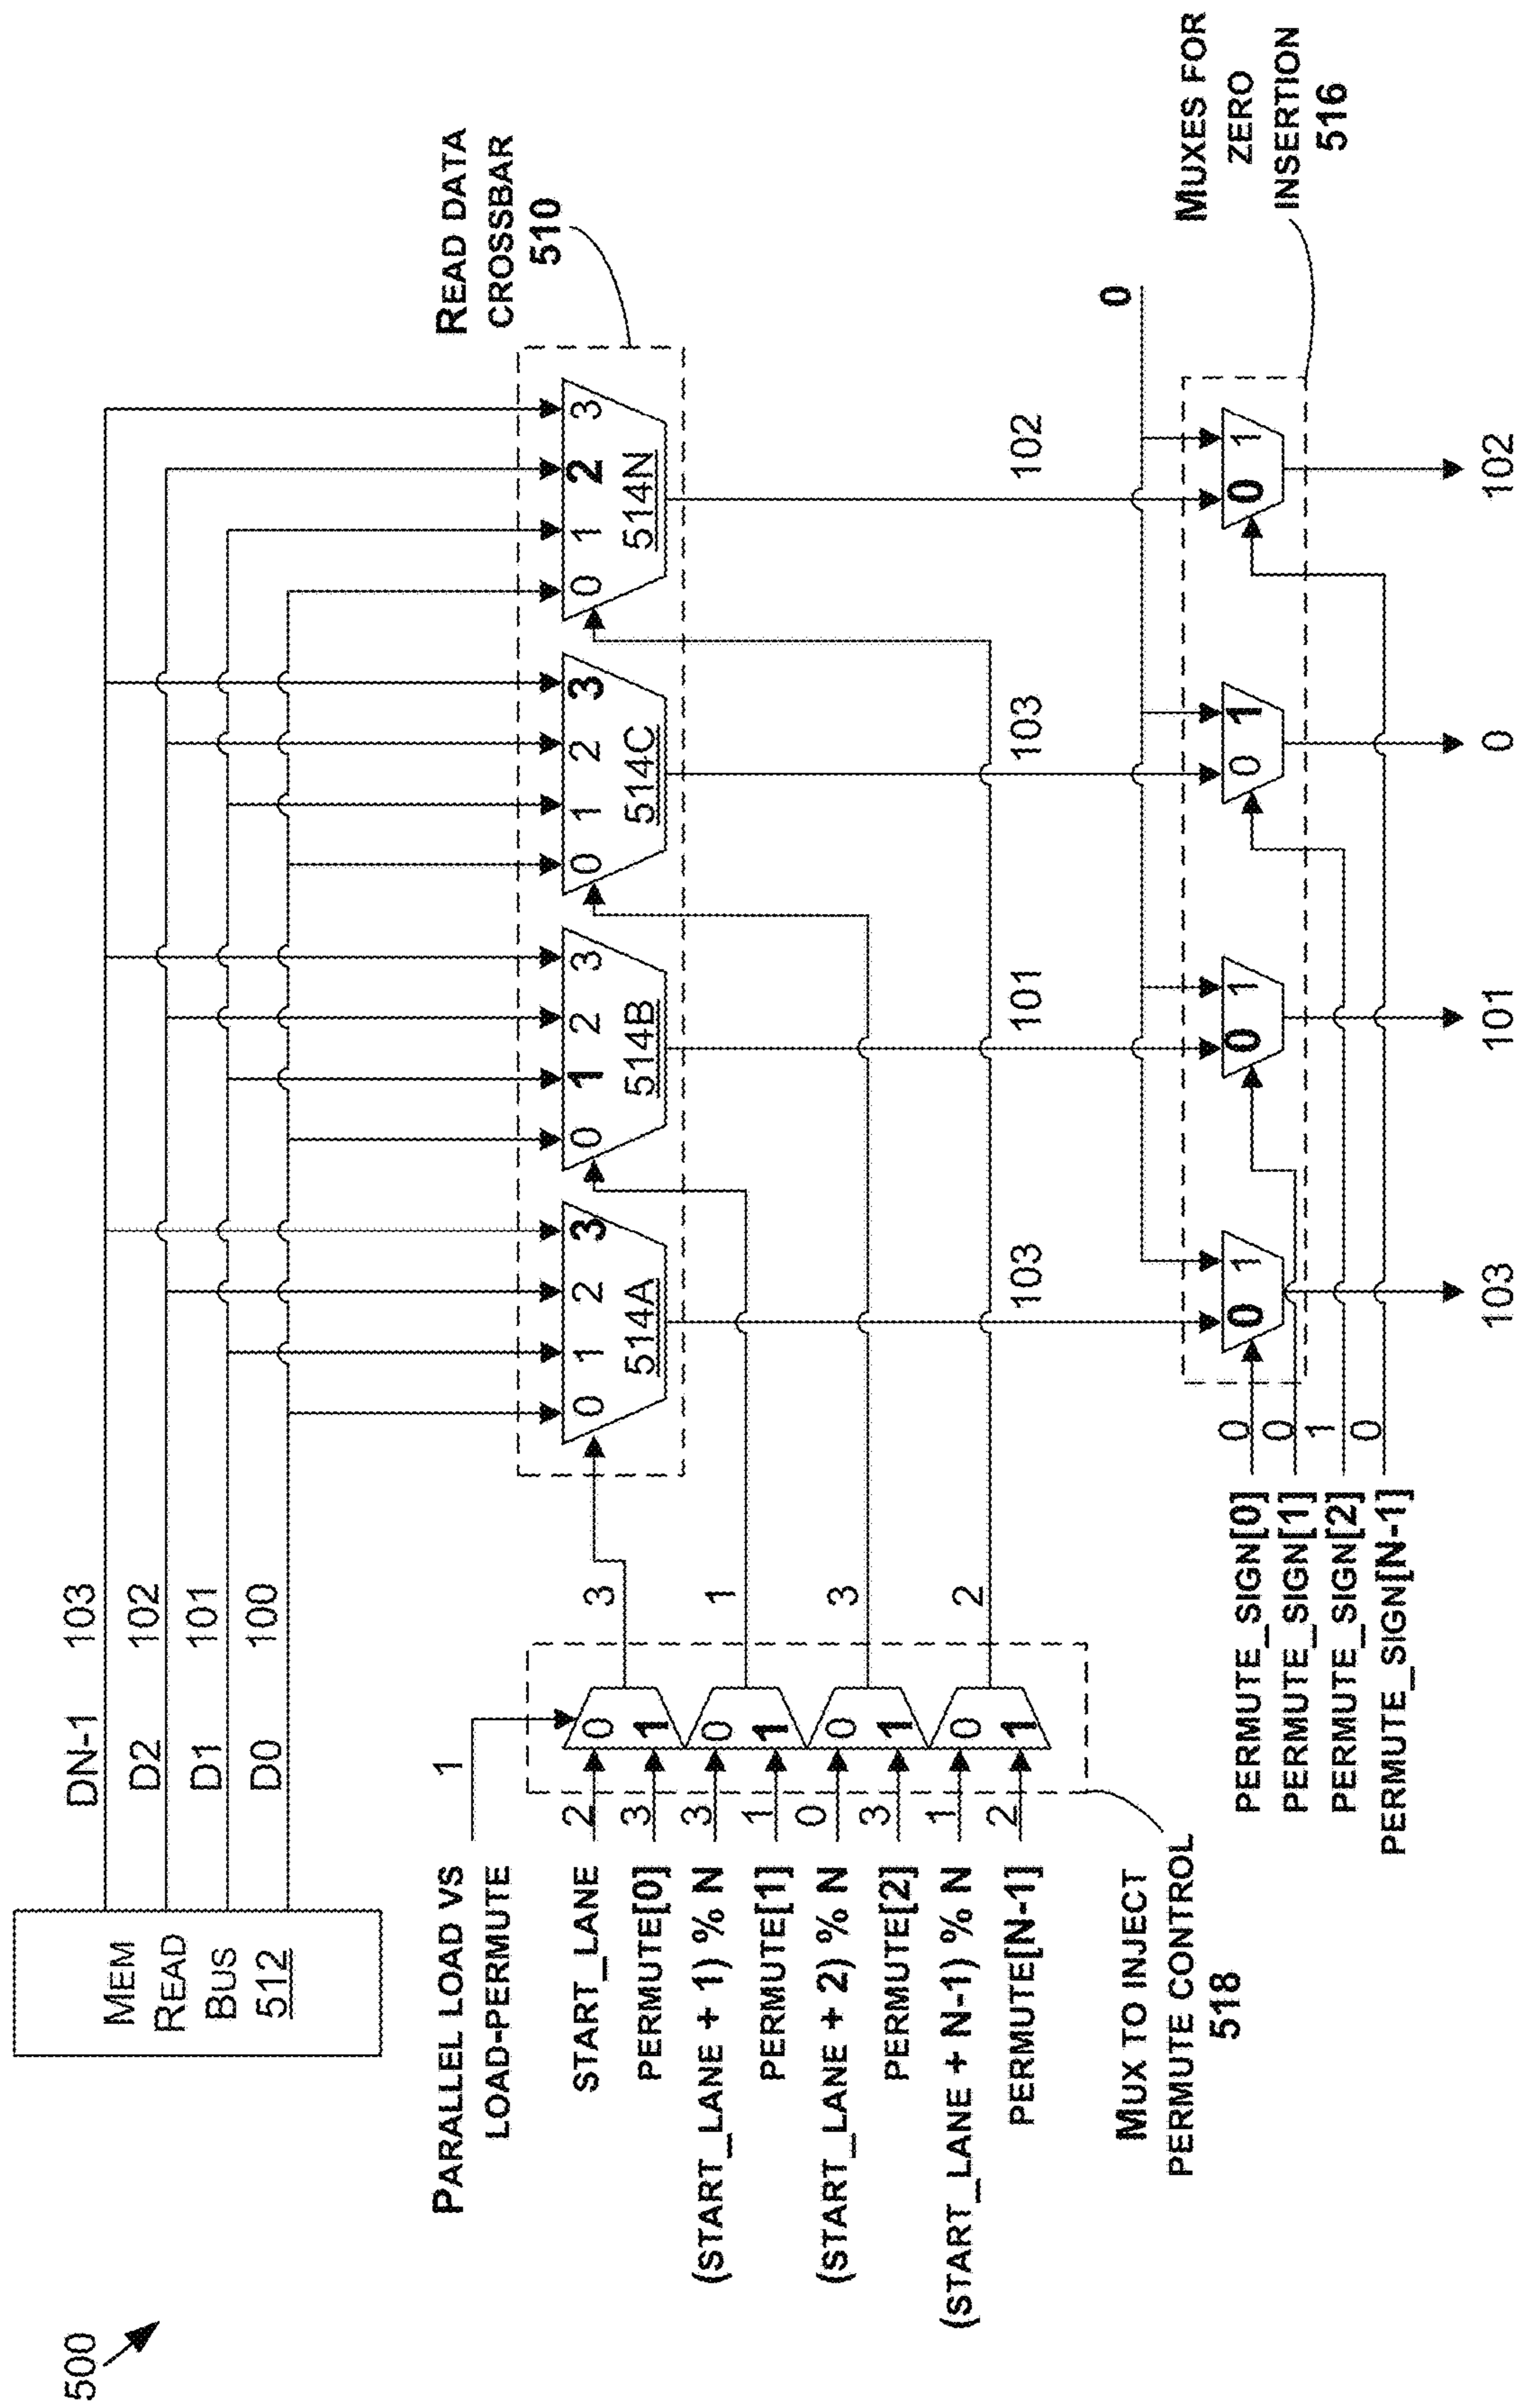 500
MEM
READ
BUS
512
DN-1 103
D2 102
D1 101
D0 100
READ DATA
CROSSBAR
510
0 1 2 3
514A
0 1 2 3
514B
0 1 2 3
514C
0 1 2 3
514N
PARALLEL LOAD VS
LOAD-PERMUTE
1
START_LANE 2 0
PERMUTE[0] 3 1
3
(START_LANE + 1) % N 3 0
PERMUTE[1] 1 1
1
(START_LANE + 2) % N 0 0
PERMUTE[2] 3 1
3
(START_LANE + N-1) % N 1 0
PERMUTE[N-1] 2 1
2
103
101
103
102
MUX TO INJECT
PERMUTE CONTROL
518
0
MUXES FOR
ZERO
INSERTION
516
0 1
0 1
0 1
0 1
PERMUTE_SIGN[0] 0
PERMUTE_SIGN[1] 0
PERMUTE_SIGN[2] 1
PERMUTE_SIGN[N-1] 0
103
101
0
102